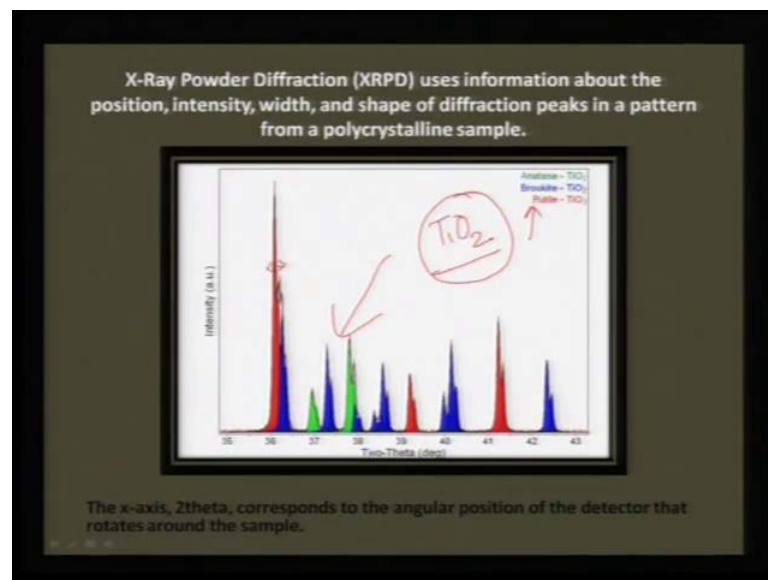 X-Ray Powder Diffraction (XRPD) uses information about the
position, intensity, width, and shape of diffraction peaks in a pattern
from a polycrystalline sample.
Anatase - TiO2
Brookite - TiO2
Rutile - TiO2
TiO2
Intensity (a.u.)
35 36 37 38 39 40 41 42 43
Two-Theta (deg)
The x-axis, 2theta, corresponds to the angular position of the detector that
rotates around the sample.